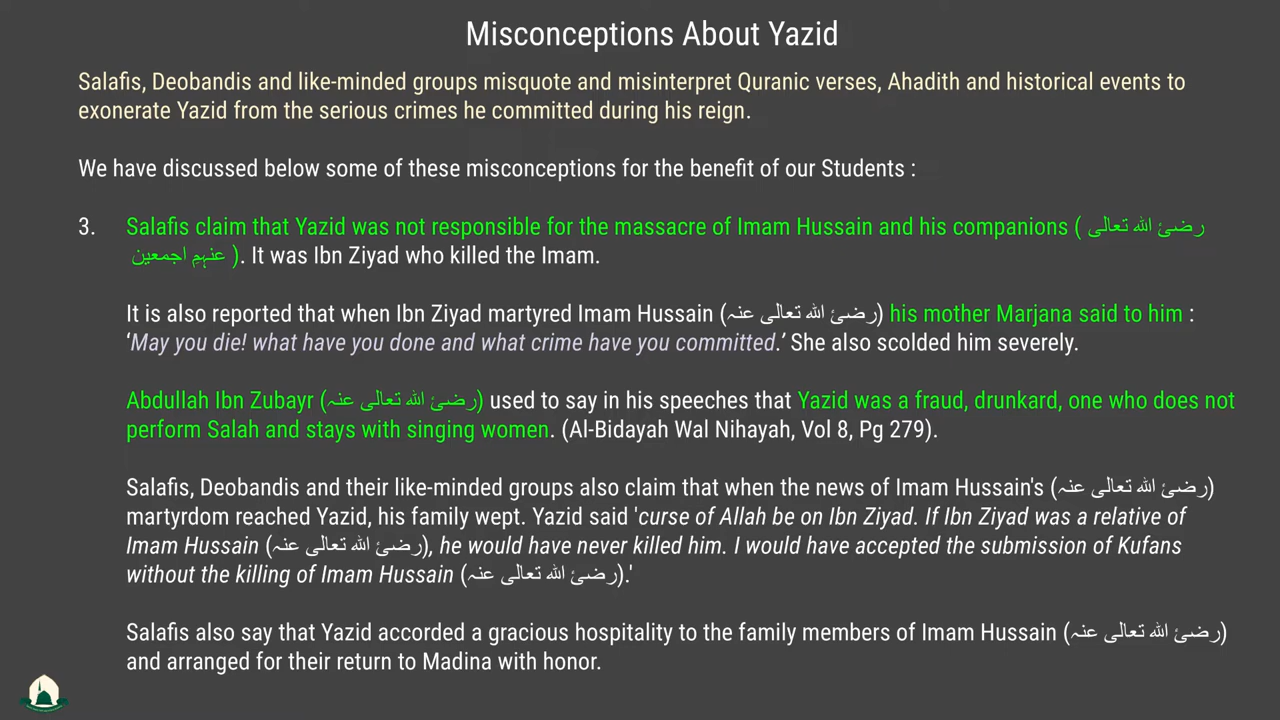 Misconceptions About Yazid
Salafis, Deobandis and like-minded groups misquote and misinterpret Quranic verses, Ahadith and historical events to
exonerate Yazid from the serious crimes he committed during his reign.
We have discussed below some of these misconceptions for the benefit of our Students :
3. Salafis claim that Yazid was not responsible for the massacre of Imam Hussain and his companions ( رضئ الله تعالی
عنہمِ اجمعین ). It was Ibn Ziyad who killed the Imam.
It is also reported that when Ibn Ziyad martyred Imam Hussain (رضئ الله تعالی عنہ) his mother Marjana said to him :
‘May you die! what have you done and what crime have you committed.’ She also scolded him severely.
Abdullah Ibn Zubayr (رضئ الله تعالی عنہ) used to say in his speeches that Yazid was a fraud, drunkard, one who does not
perform Salah and stays with singing women. (Al-Bidayah Wal Nihayah, Vol 8, Pg 279).
Salafis, Deobandis and their like-minded groups also claim that when the news of Imam Hussain's (رضئ الله تعالی عنہ)
martyrdom reached Yazid, his family wept. Yazid said 'curse of Allah be on Ibn Ziyad. If Ibn Ziyad was a relative of
Imam Hussain (رضئ الله تعالی عنہ), he would have never killed him. I would have accepted the submission of Kufans
without the killing of Imam Hussain (رضئ الله تعالی عنہ).'
Salafis also say that Yazid accorded a gracious hospitality to the family members of Imam Hussain (رضئ الله تعالی عنہ)
and arranged for their return to Madina with honor.